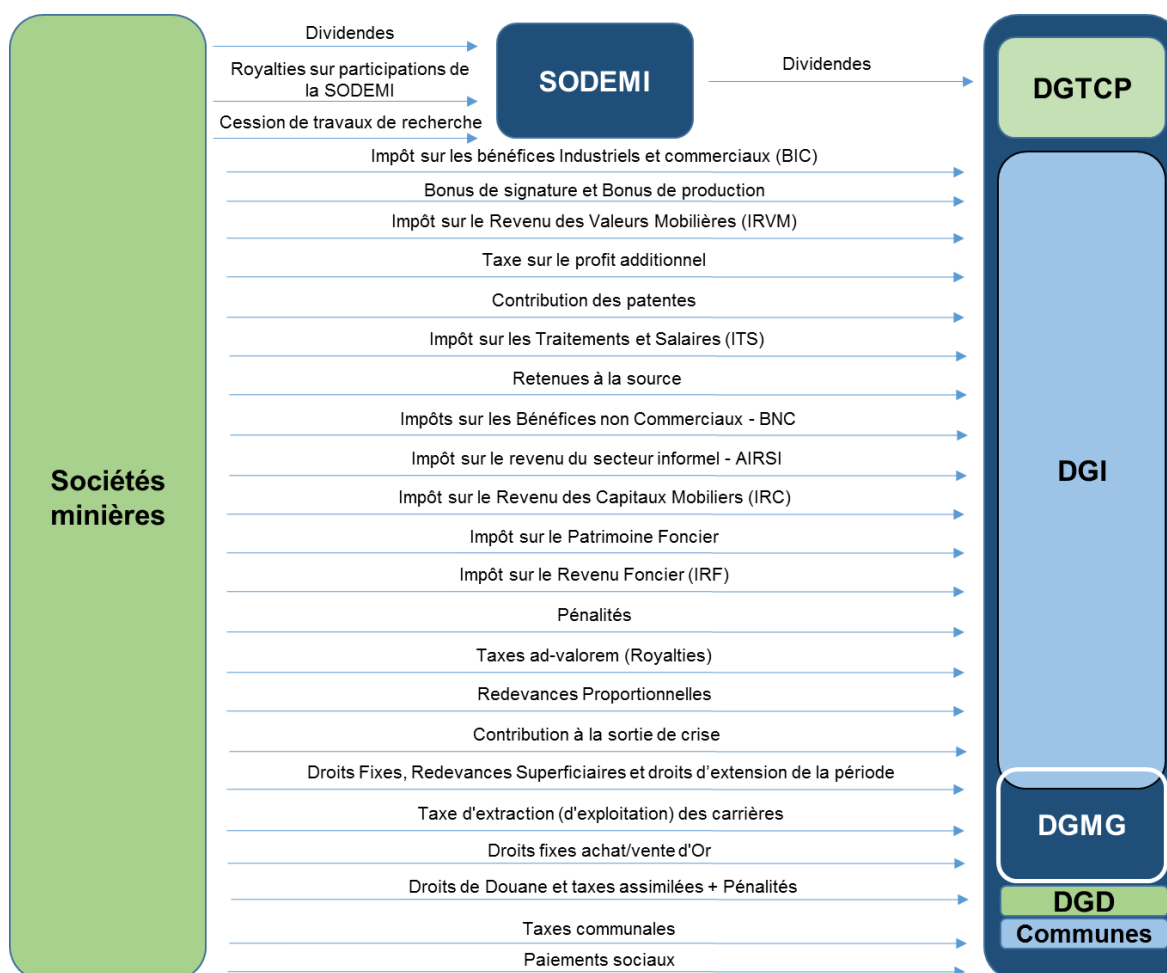 Dividendes
Royalties sur participations de
la SODEMI
Cession de travaux de recherche
SODEMI
Dividendes
DGTCP
Impôt sur les bénéfices Industriels et commerciaux (BIC)
Bonus de signature et Bonus de production
Impôt sur le Revenu des Valeurs Mobilières (IRVM)
Taxe sur le profit additionnel
Contribution des patentes
Impôt sur les Traitements et Salaires (ITS)
Retenues à la source
Impôts sur les Bénéfices non Commerciaux - BNC
Impôt sur le revenu du secteur informel - AIRSI
Impôt sur le Revenu des Capitaux Mobiliers (IRC)
Impôt sur le Patrimoine Foncier
Impôt sur le Revenu Foncier (IRF)
Pénalités
Taxes ad-valorem (Royalties)
Redevances Proportionnelles
Contribution à la sortie de crise
Droits Fixes, Redevances Superficiaires et droits d’extension de la période
Taxe d'extraction (d'exploitation) des carrières
Droits fixes achat/vente d'Or
Droits de Douane et taxes assimilées + Pénalités
Taxes communales
Paiements sociaux
Sociétés
minières
DGI
DGMG
DGD
Communes